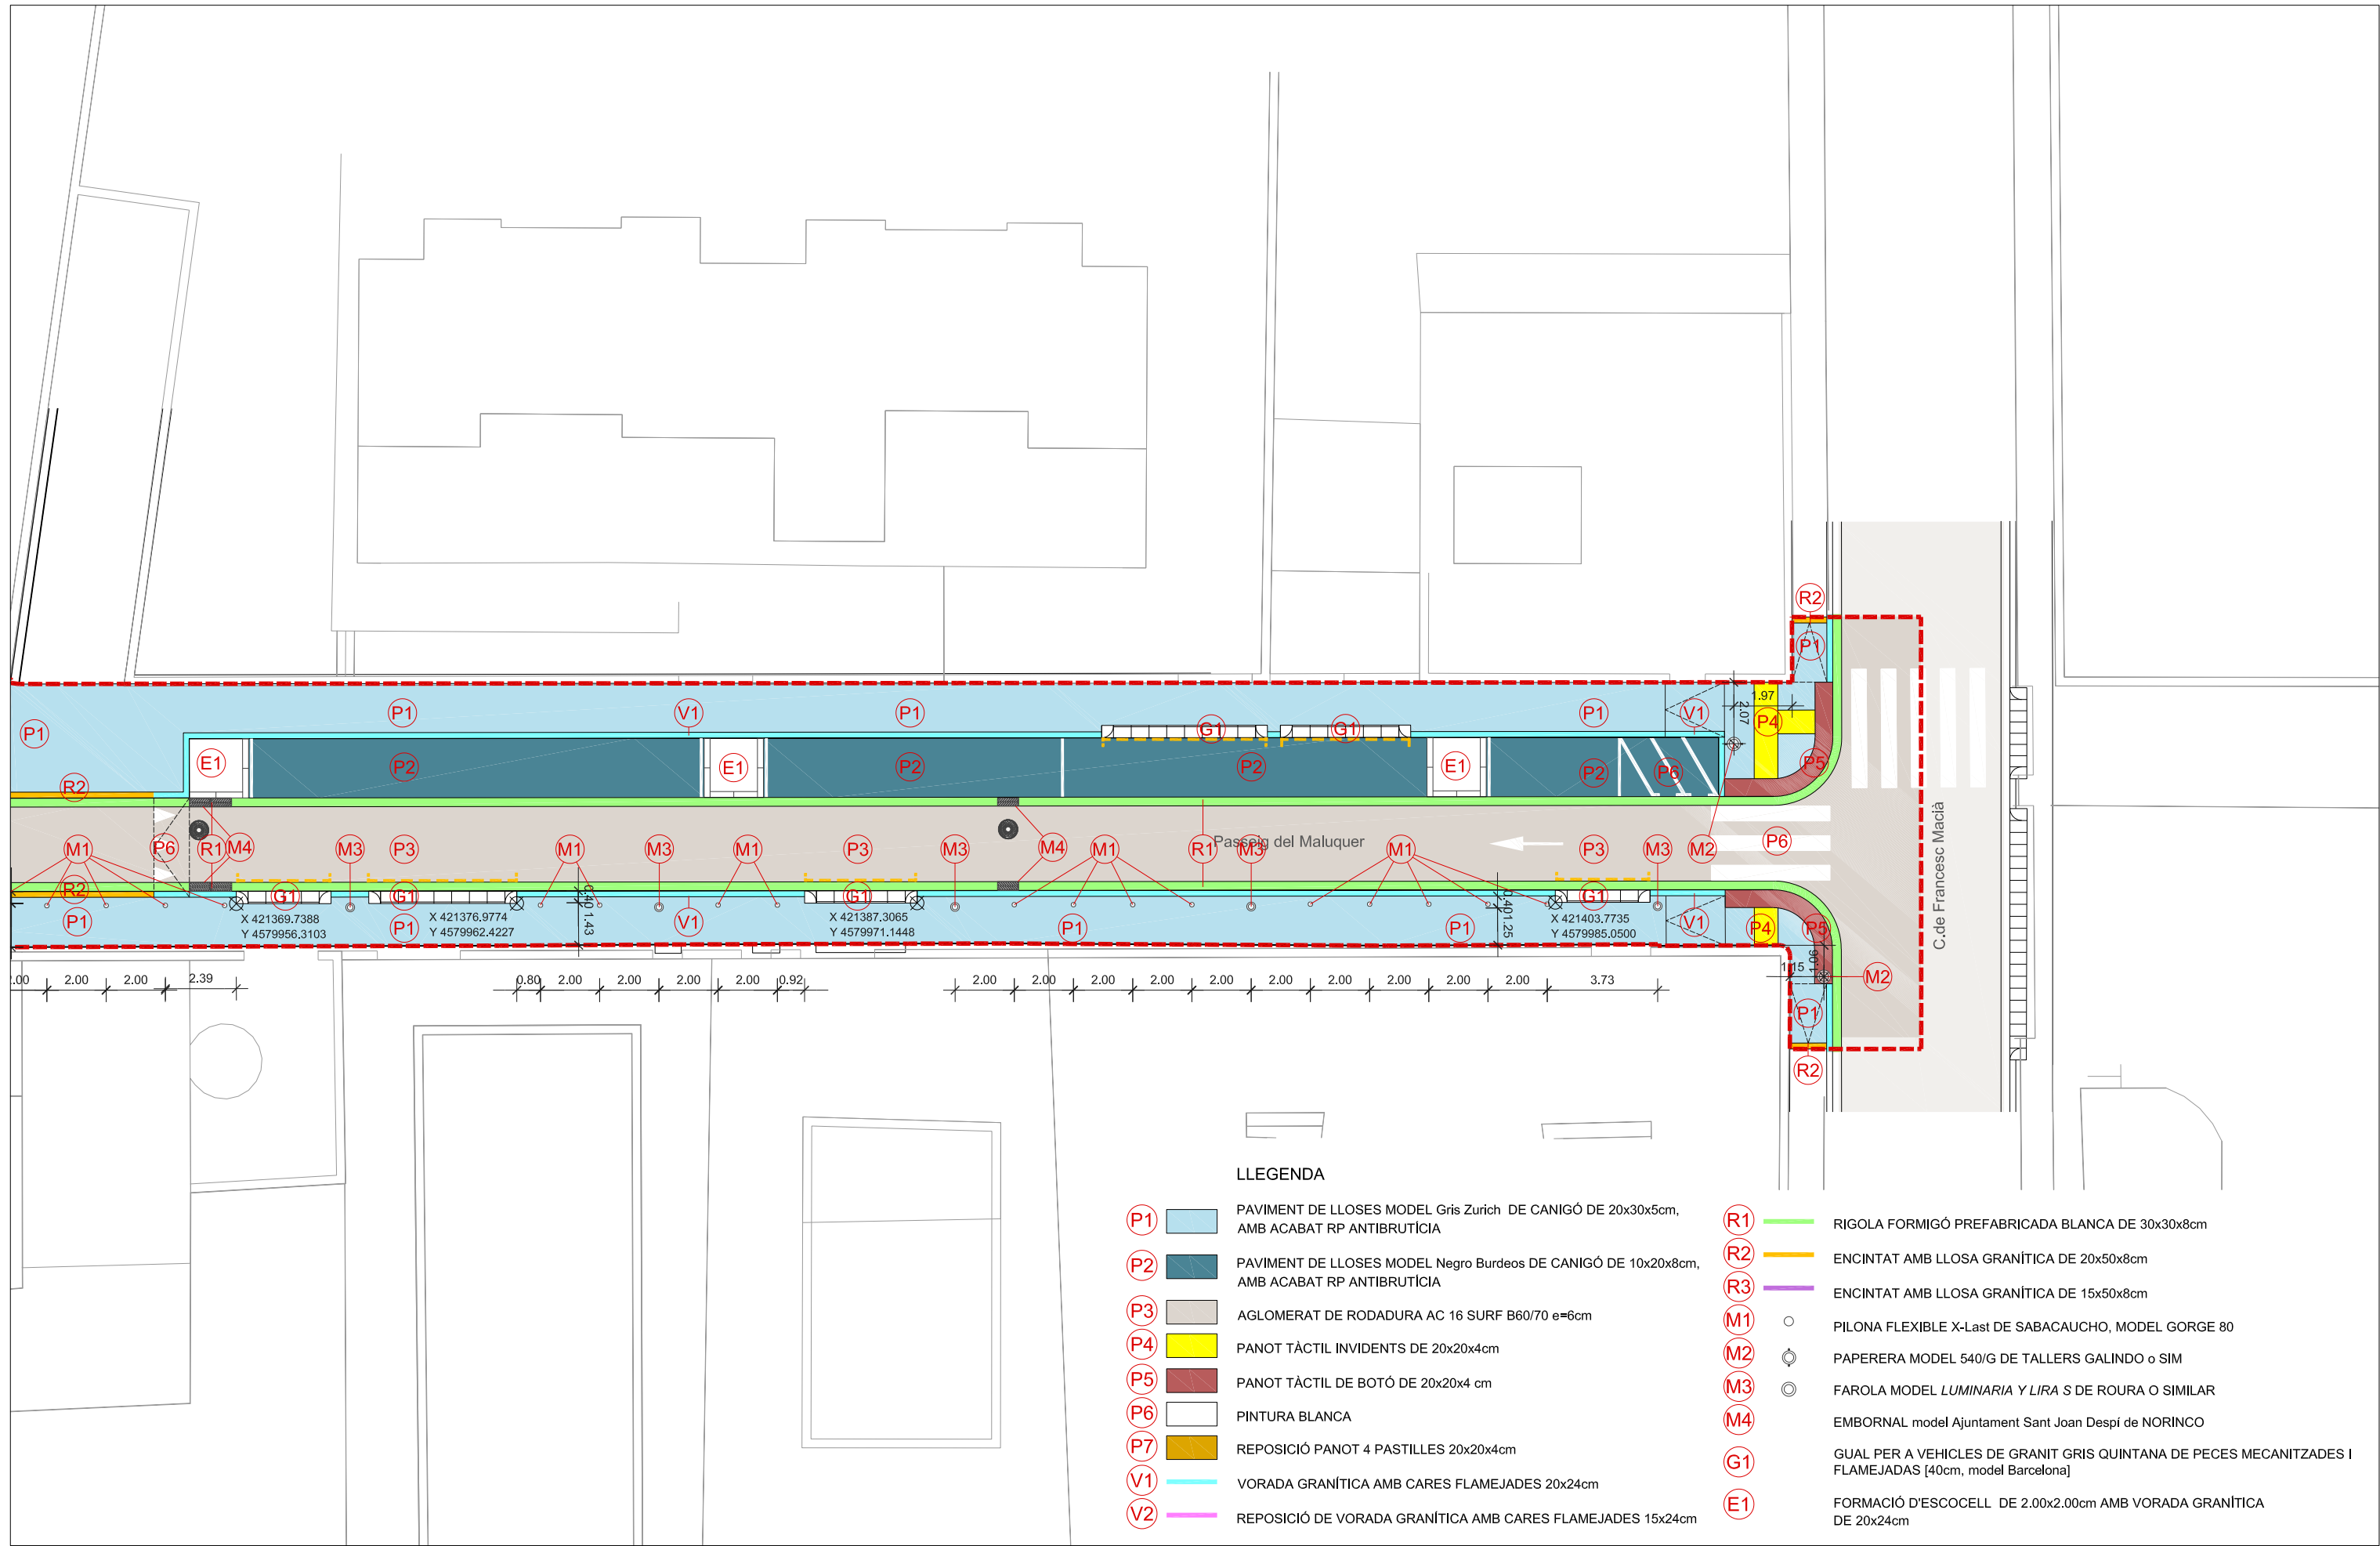 R2
P1
1.97
2.07
P1
V1
P1
G1
G1
P1
V1
P4
P1
E1
P2
E1
P2
P2
E1
P2
P6
P5
R2
C.de Francesc Macià
Passeig del Maluquer
M1
P6
R1
M4
M3
P3
M1
M3
M1
P3
M3
M4
M1
R1
M3
M1
P3
M3
M2
P6
R2
G1
G1
G1
G1
P1
X 421369.7388
Y 4579956.3103
P1
X 421376.9774
Y 4579962.4227
0.40
1.43
V1
X 421387.3065
Y 4579971.1448
P1
P1
0.40
1.25
X 421403.7735
Y 4579985.0500
V1
P4
P5
2.00 2.00 2.39 0.80 2.00 2.00 2.00 2.00 0.92 2.00 2.00 2.00 2.00 2.00 2.00 2.00 2.00 2.00 2.00 3.73
1.15
1.06
M2
P1
R2
LLEGENDA
P1 PAVIMENT DE LLOSES MODEL Gris Zurich DE CANIGÓ DE 20x30x5cm,
AMB ACABAT RP ANTIBRUTÍCIA
P2 PAVIMENT DE LLOSES MODEL Negro Burdeos DE CANIGÓ DE 10x20x8cm,
AMB ACABAT RP ANTIBRUTÍCIA
P3 AGLOMERAT DE RODADURA AC 16 SURF B60/70 e=6cm
P4 PANOT TÀCTIL INVIDENTS DE 20x20x4cm
P5 PANOT TÀCTIL DE BOTÓ DE 20x20x4 cm
P6 PINTURA BLANCA
P7 REPOSICIÓ PANOT 4 PASTILLES 20x20x4cm
V1 VORADA GRANÍTICA AMB CARES FLAMEJADES 20x24cm
V2 REPOSICIÓ DE VORADA GRANÍTICA AMB CARES FLAMEJADES 15x24cm
R1 RIGOLA FORMIGÓ PREFABRICADA BLANCA DE 30x30x8cm
R2 ENCINTAT AMB LLOSA GRANÍTICA DE 20x50x8cm
R3 ENCINTAT AMB LLOSA GRANÍTICA DE 15x50x8cm
M1 PILONA FLEXIBLE X-Last DE SABACAUCHO, MODEL GORGE 80
M2 PAPERERA MODEL 540/G DE TALLERS GALINDO o SIM
M3 FAROLA MODEL LUMINARIA Y LIRA S DE ROURA O SIMILAR
M4 EMBORNAL model Ajuntament Sant Joan Despí de NORINCO
G1 GUAL PER A VEHICLES DE GRANIT GRIS QUINTANA DE PECES MECANITZADES I
FLAMEJADAS [40cm, model Barcelona]
E1 FORMACIÓ D'ESCOCELL DE 2.00x2.00cm AMB VORADA GRANÍTICA
DE 20x24cm